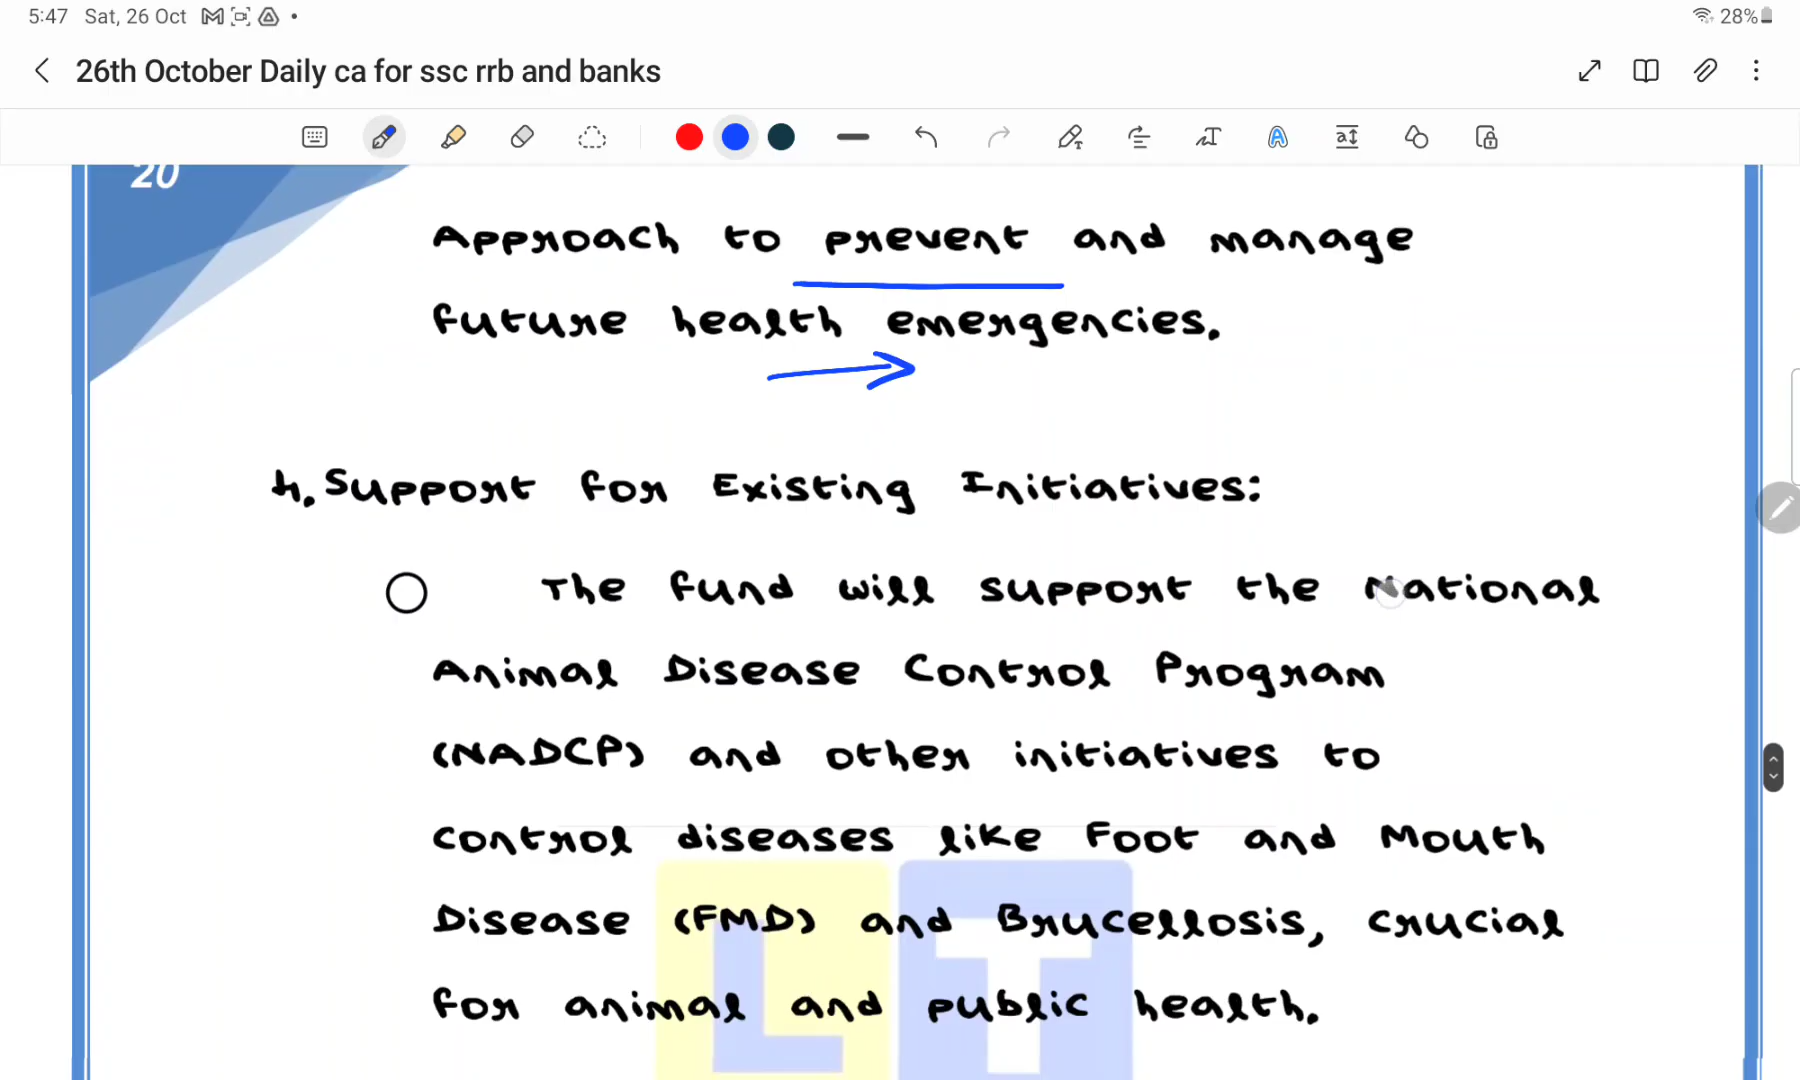 5:47 Sat, 26 Oct
28%
26th October Daily ca for ssc rrb and banks
20
Approach to prevent and manage
future health emergencies.
4. Support for Existing Initiatives:
The fund will support the National
Animal Disease Control Program
(NADCP) and other initiatives to
control diseases like Foot and Mouth
Disease (FMD) and Brucellosis, crucial
for animal and public health.
LT